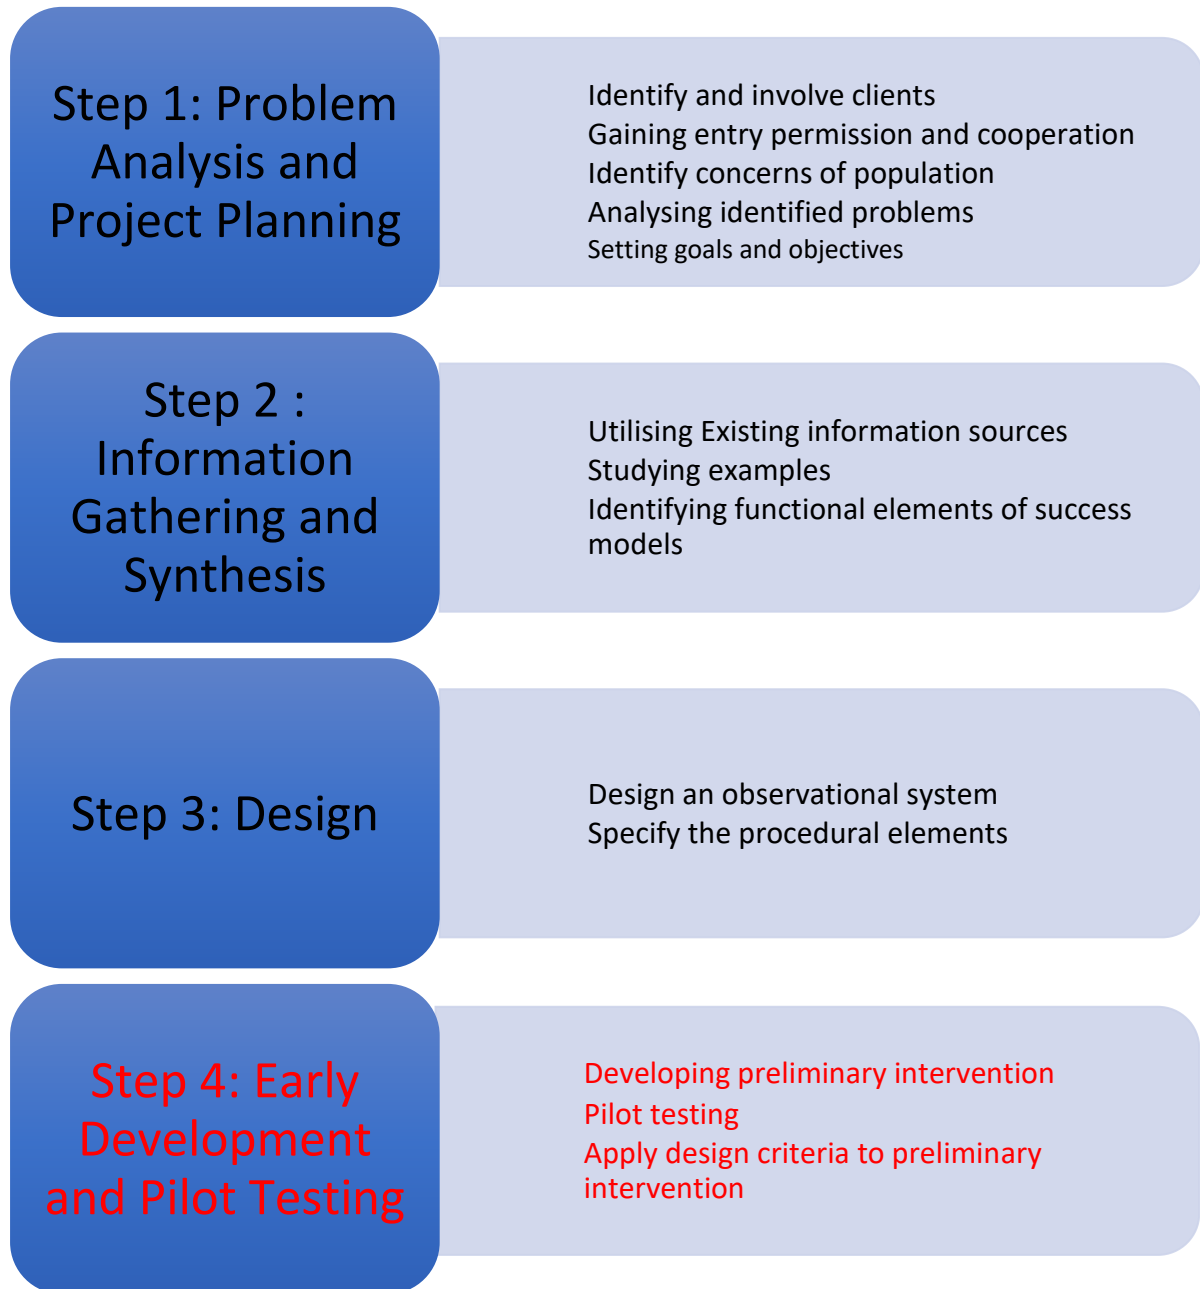 Step 1: Problem
Analysis and
Project Planning
Identify and involve clients
Gaining entry permission and cooperation
Identify concerns of population
Analysing identified problems
Setting goals and objectives
Step 2 :
Information
Gathering and
Synthesis
Utilising Existing information sources
Studying examples
Identifying functional elements of success
models
Step 3: Design
Design an observational system
Specify the procedural elements
Step 4: Early
Development
and Pilot Testing
Developing preliminary intervention
Pilot testing
Apply design criteria to preliminary
intervention